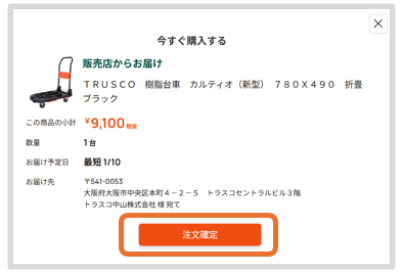 今すぐ購入する
販売店からお届け
TRUSCO 樹脂台車 カルティオ（新型） 780X490 折畳
ブラック
この商品の小計 ¥9,100 税抜
数量 1台
お届け予定日 最短 1/10
お届け先 〒541-0053
大阪府大阪市中央区本町４－２－５ トラスコセントラルビル３階
トラスコ中山株式会社 様 宛て
注文確定